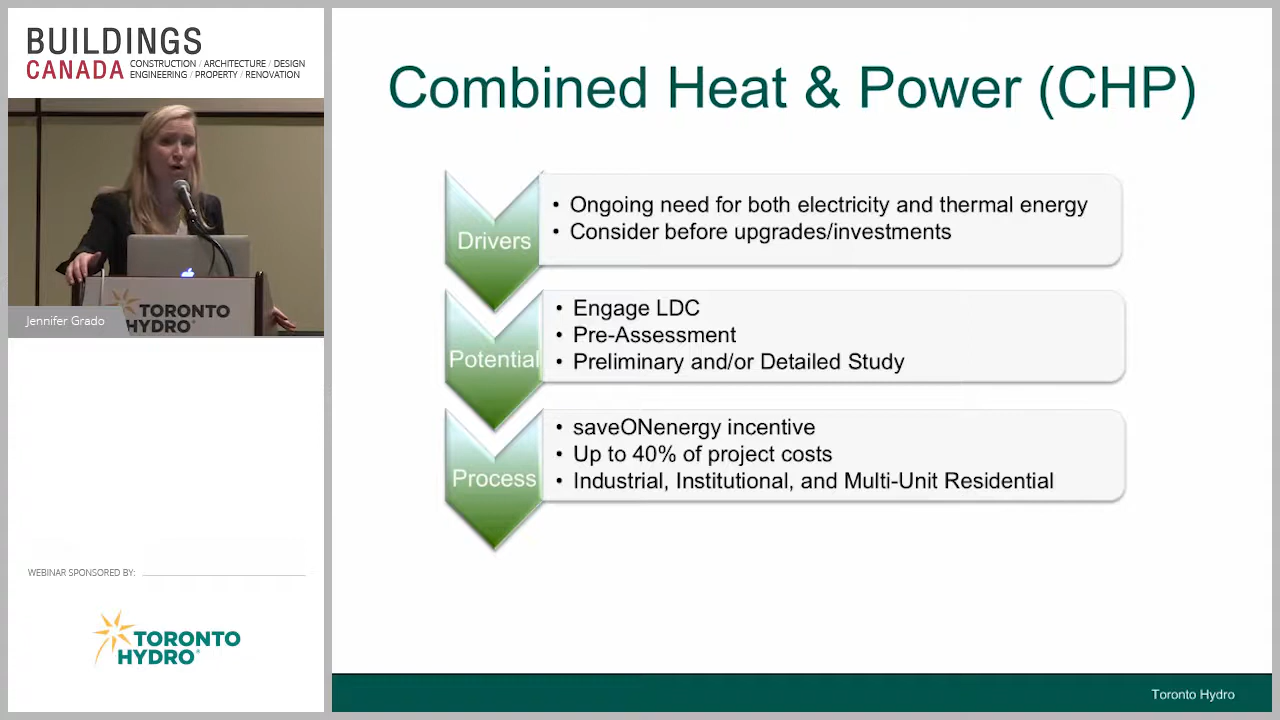 BUILDINGS
CANADA
CONSTRUCTION / ARCHITECTURE / DESIGN
ENGINEERING / PROPERTY / RENOVATION
TORONTO
HYDRO
Jennifer Grado
WEBINAR SPONSORED BY:
TORONTO
HYDRO
Combined Heat & Power (CHP)
Drivers
• Ongoing need for both electricity and thermal energy
• Consider before upgrades/investments
Potential
• Engage LDC
• Pre-Assessment
• Preliminary and/or Detailed Study
Process
• saveONenergy incentive
• Up to 40% of project costs
• Industrial, Institutional, and Multi-Unit Residential
Toronto Hydro